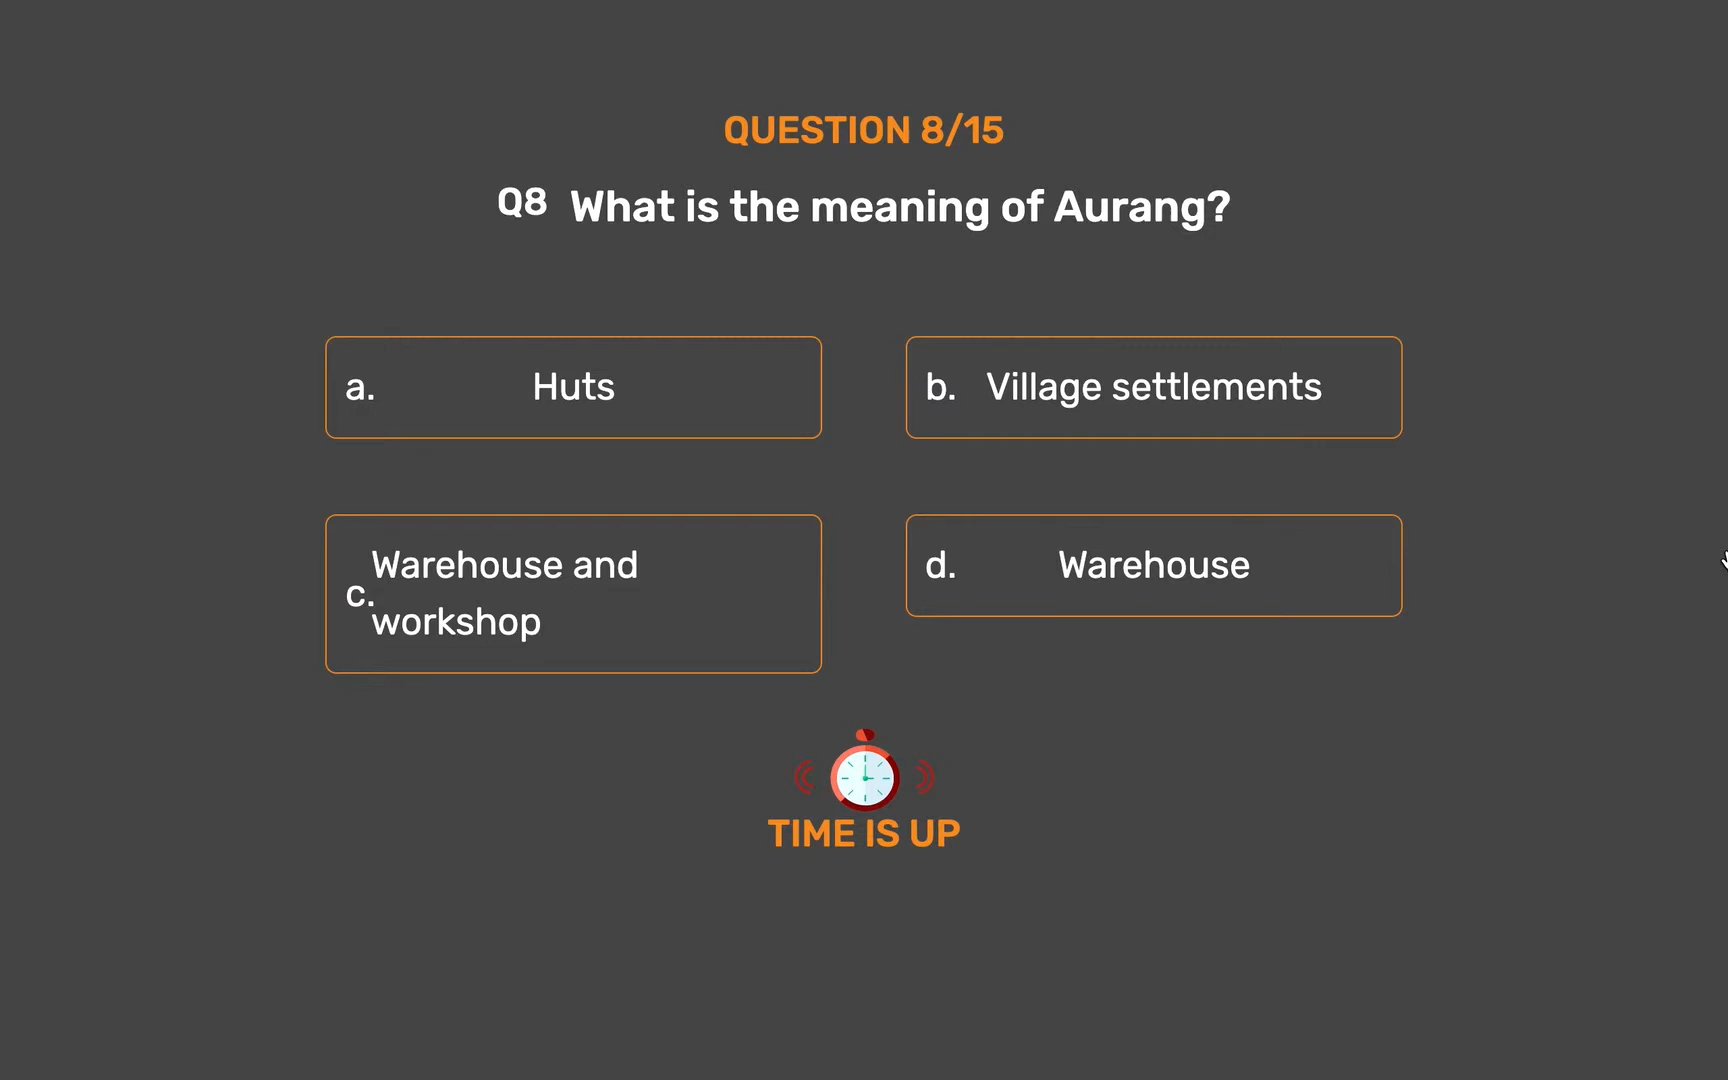 QUESTION 8/15
Q8 What is the meaning of Aurang?
a. Huts
b. Village settlements
c. Warehouse and
workshop
d. Warehouse
TIME IS UP